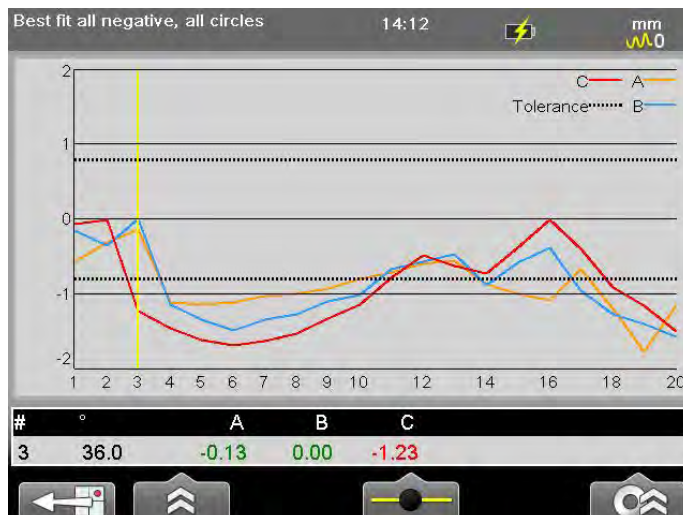 Best fit all negative, all circles 14:12 mm
0
C A
Tolerance B
2
1
0
-1
-2
1 2 3 4 5 6 7 8 9 10 12 14 16 18 20
# ° A B C
3 36.0 -0.13 0.00 -1.23